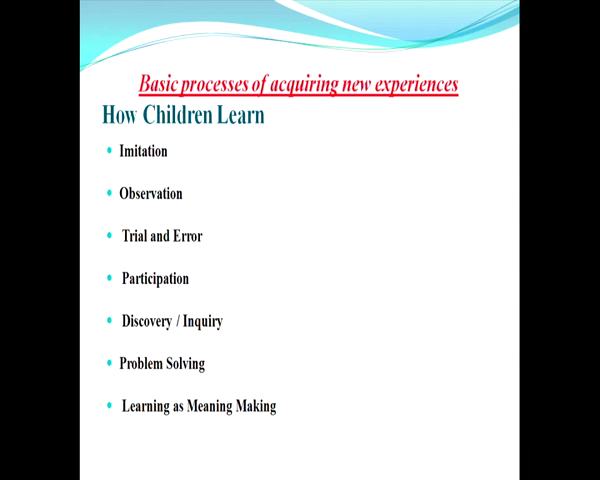 Basic processes of acquiring new experiences
How Children Learn
Imitation
Observation
Trial and Error
Participation
Discovery / Inquiry
Problem Solving
Learning as Meaning Making